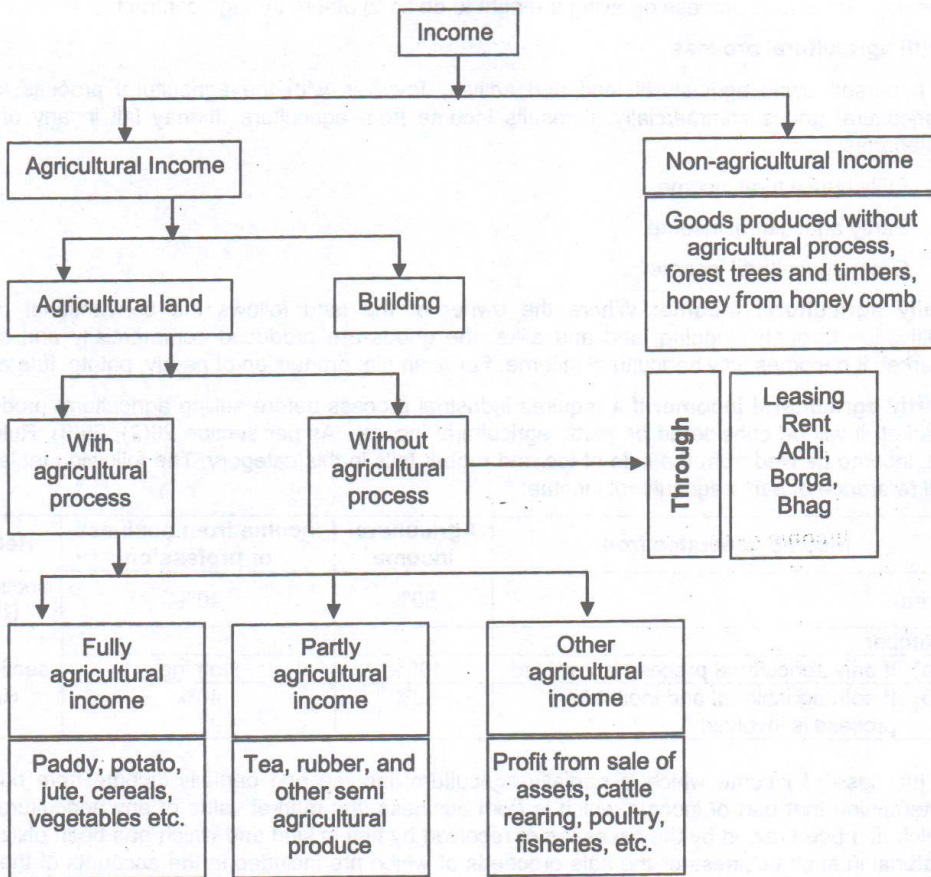 Income
Agricultural Income
Non-agricultural Income
Goods produced without
agricultural process,
forest trees and timbers,
honey from honey comb
Agricultural land
Building
With
agricultural
process
Without
agricultural
process
Through
Leasing
Rent
Adhi,
Borga,
Bhag
Fully
agricultural
income
Partly
agricultural
income
Other
agricultural
income
Paddy, potato,
jute, cereals,
vegetables etc.
Tea, rubber, and
other semi
agricultural
produce
Profit from sale of
assets, cattle
rearing, poultry,
fisheries, etc.